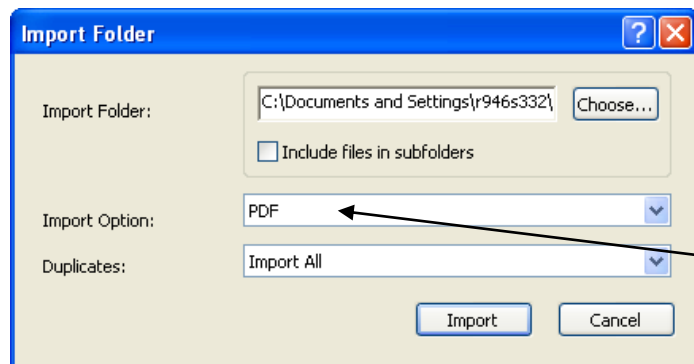 Import Folder
Import Folder:
C:\Documents and Settings\r946s332\
Choose...
Include files in subfolders
Import Option:
PDF
Duplicates:
Import All
Import
Cancel